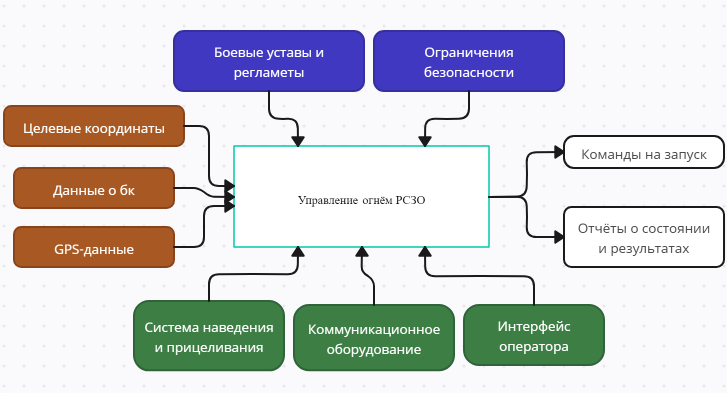 Боевые уставы и
регламеты
Ограничения
безопасности
Целевые координаты
Данные о бк
GPS-данные
Управление огнём РСЗО
Команды на запуск
Отчёты о состоянии
и результатах
Система наведения
и прицеливания
Коммуникационное
оборудование
Интерфейс
оператора